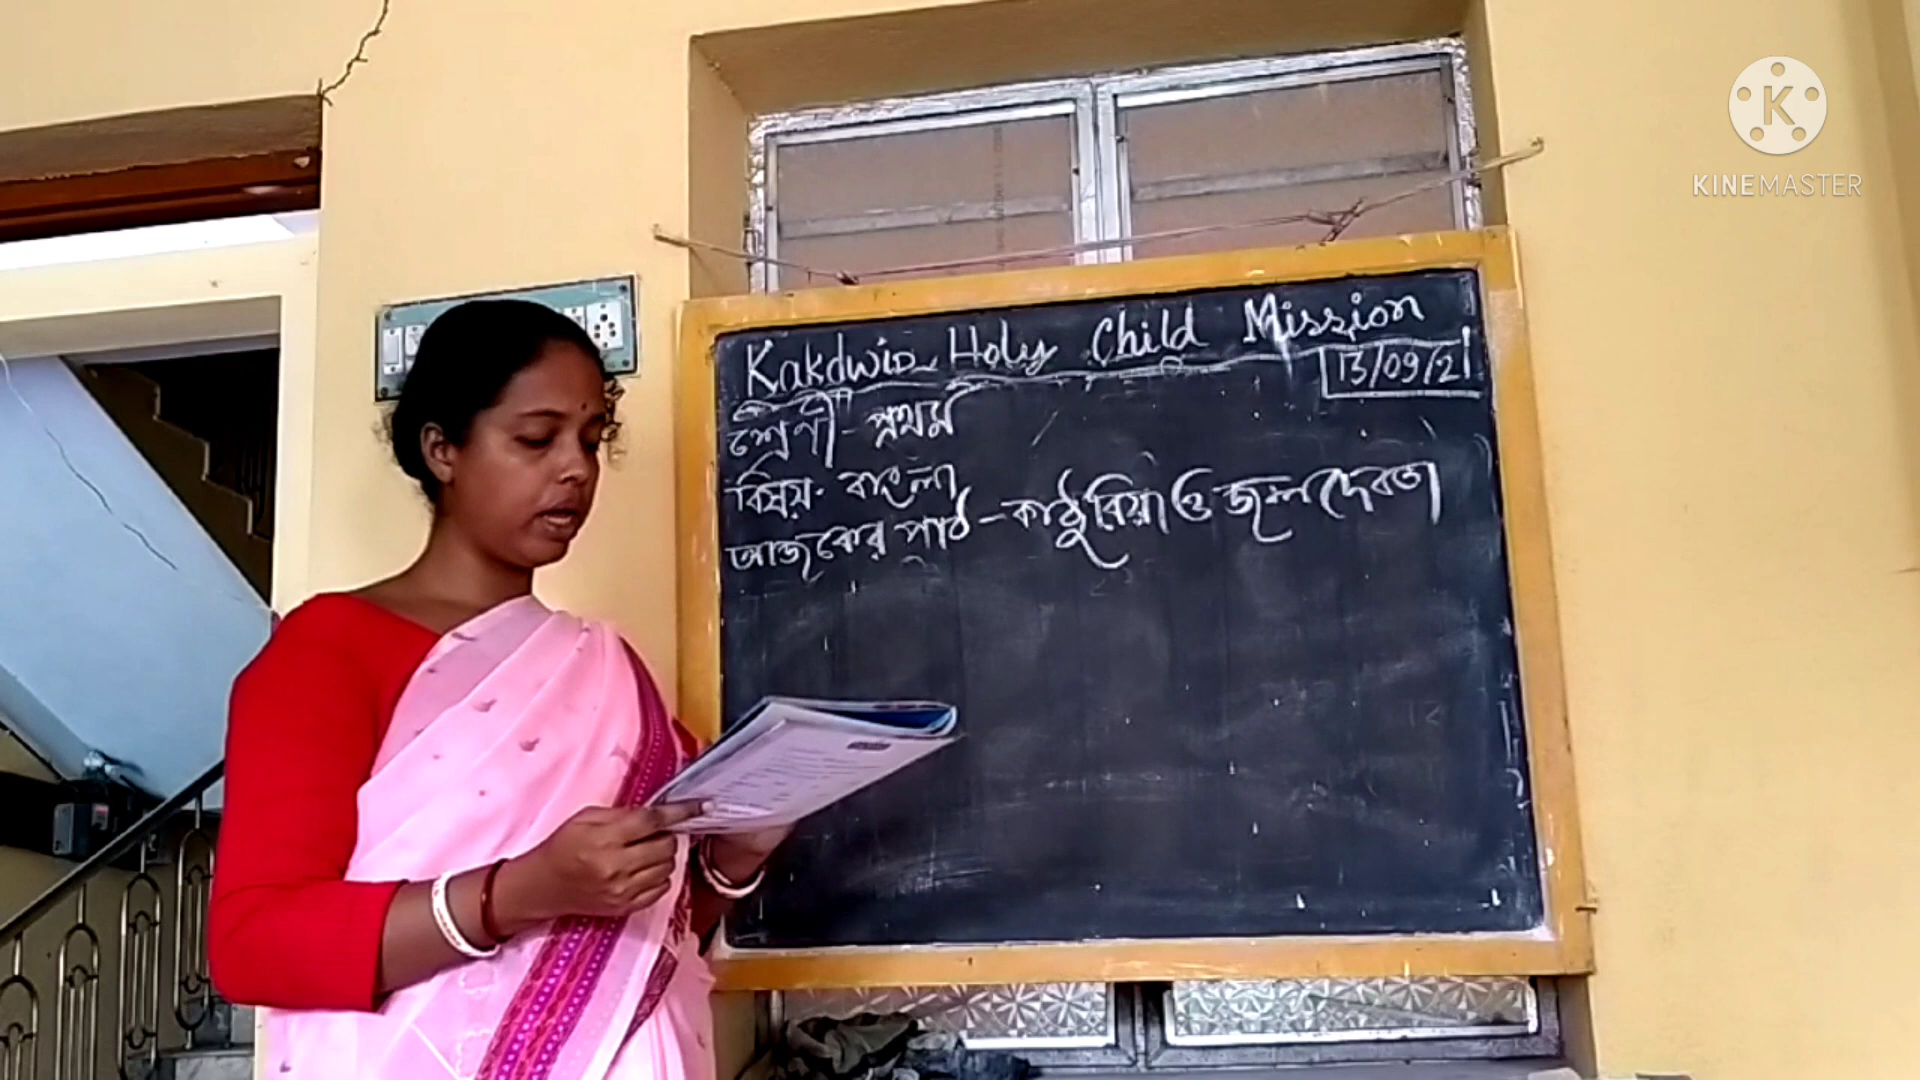 Kakdwip Holy Child Mission
13/09/21
শ্রেণী - প্রথম
বিষয়- বাংলা
আজকের পাঠ - কাঠুরিয়া ও জলদেবতা
KINEMASTER